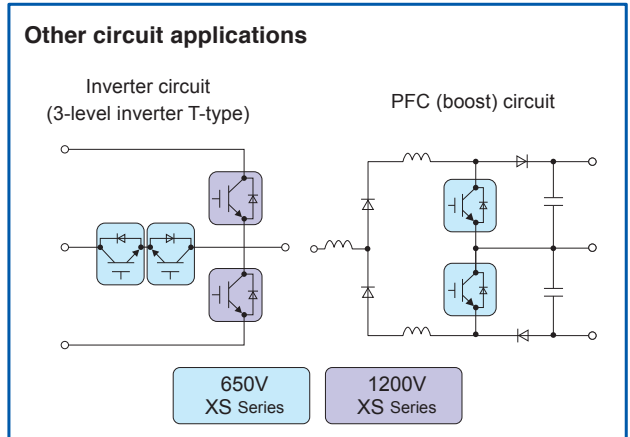 Other circuit applications
Inverter circuit
(3-level inverter T-type)
PFC (boost) circuit
650V
XS Series
1200V
XS Series